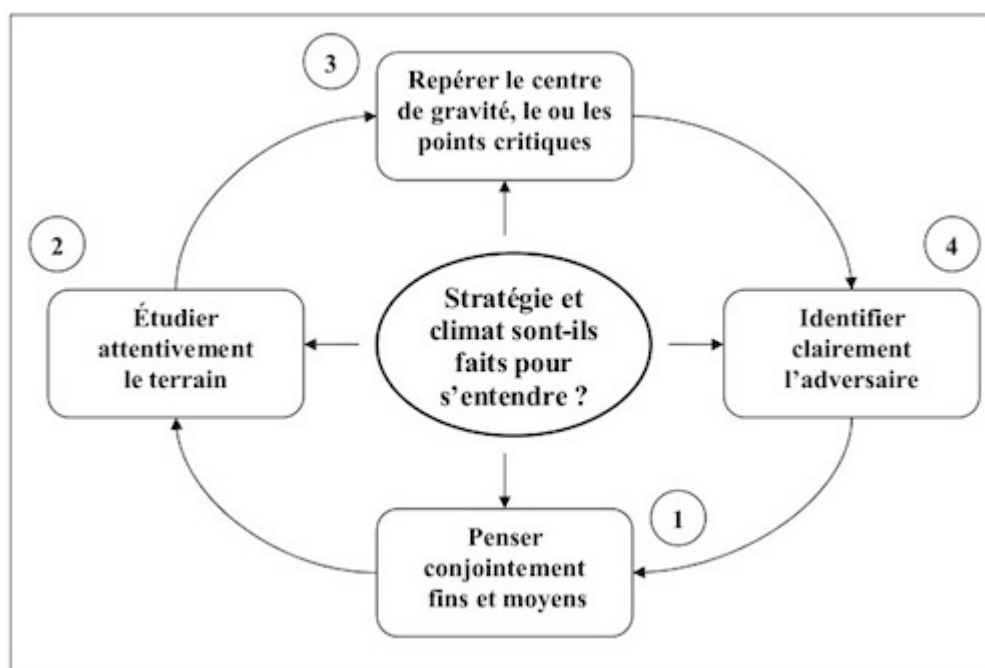 3
Repérer le centre
de gravité, le ou les
points critiques
2
4
Étudier
attentivement
le terrain
Stratégie et
climat sont-ils
faits pour
s’entendre ?
Identifier
clairement
l’adversaire
1
Penser
conjointement
fins et moyens